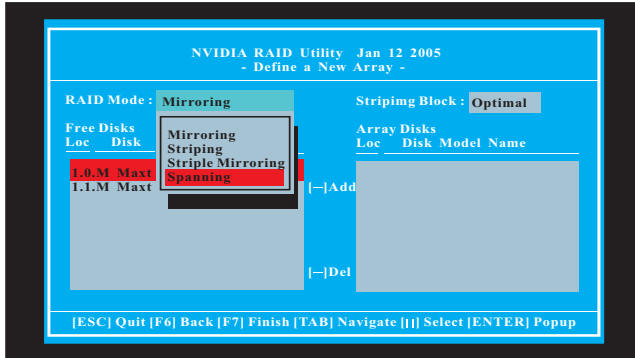 NVIDIA RAID Utility Jan 12 2005
- Define a New Array -
RAID Mode : Mirroring
Stripimg Block : Optimal
Mirroring
Striping
Striple Mirroring
Spanning
Free Disks
Loc Disk
1.0.M Maxt
1.1.M Maxt
Array Disks
Loc Disk Model Name
[—]Add
[—]Del
[ESC] Quit [F6] Back [F7] Finish [TAB] Navigate [||] Select [ENTER] Popup